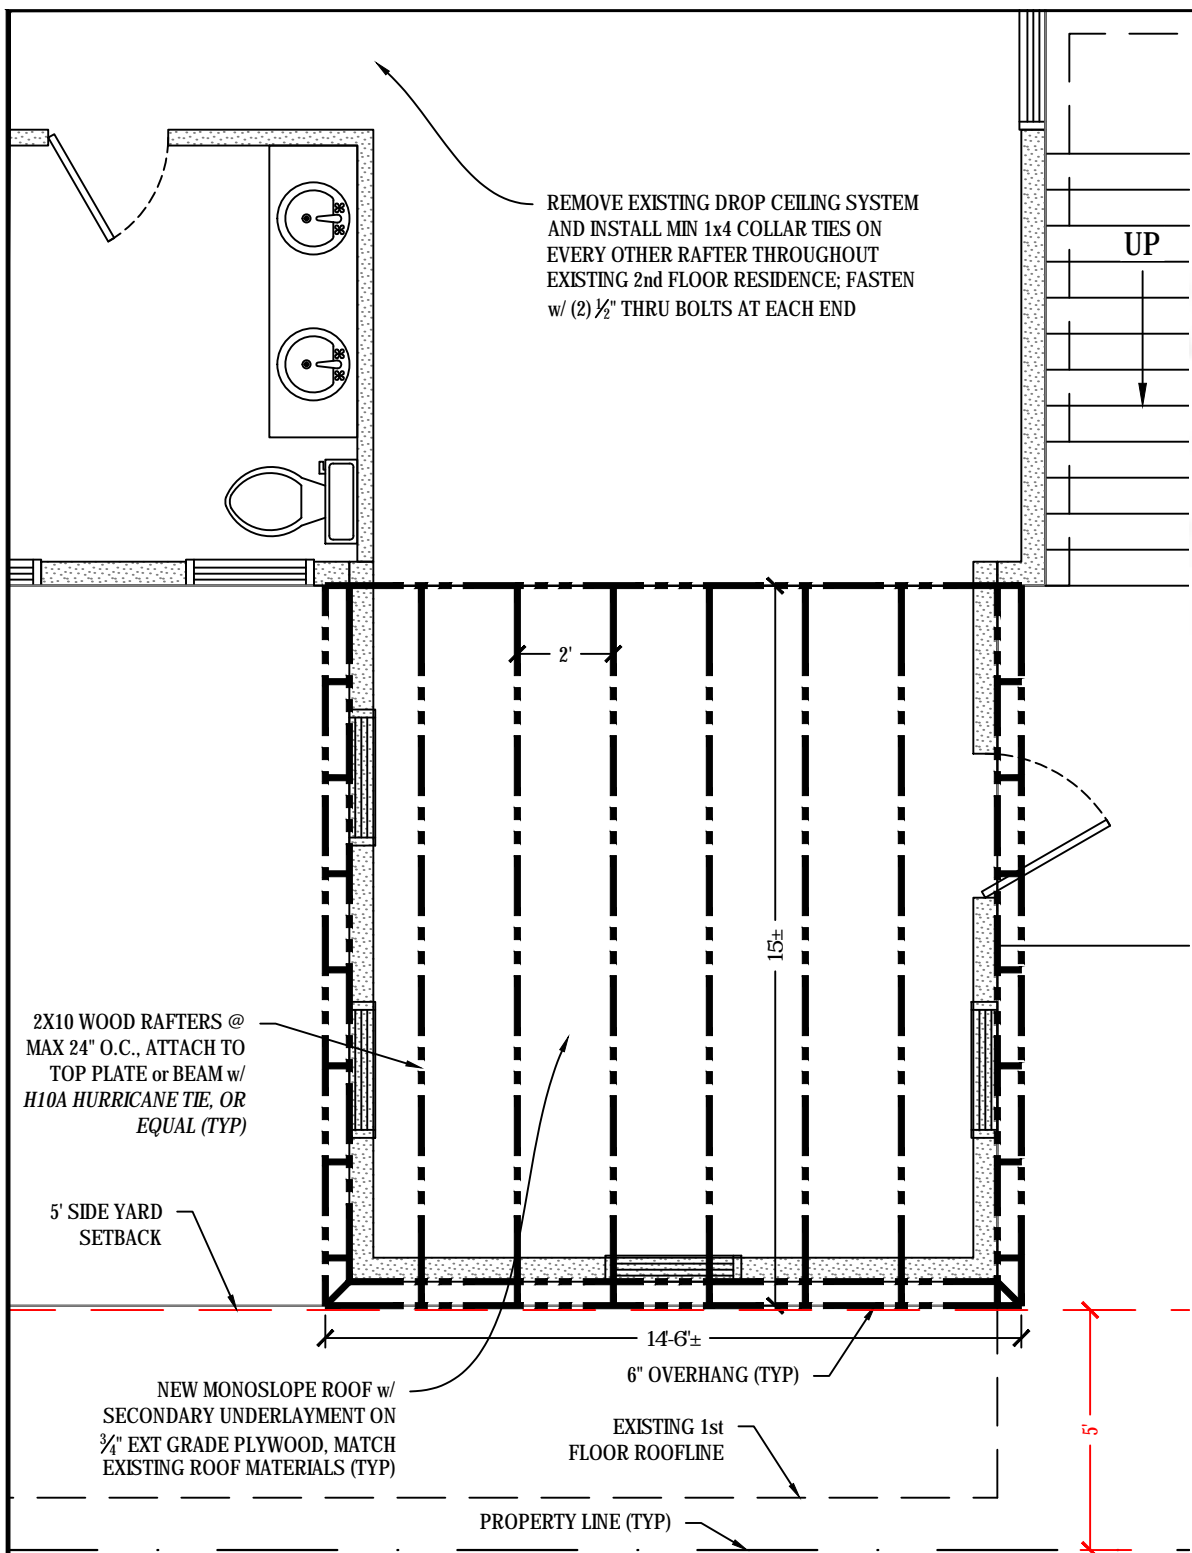 REMOVE EXISTING DROP CEILING SYSTEM
AND INSTALL MIN 1x4 COLLAR TIES ON
EVERY OTHER RAFTER THROUGHOUT
EXISTING 2nd FLOOR RESIDENCE; FASTEN
w/ (2) ½" THRU BOLTS AT EACH END
UP
2'
15'±
2X10 WOOD RAFTERS @
MAX 24" O.C., ATTACH TO
TOP PLATE or BEAM w/
H10A HURRICANE TIE, OR
EQUAL (TYP)
5' SIDE YARD
SETBACK
14'-6"±
6" OVERHANG (TYP)
NEW MONOSLOPE ROOF w/
SECONDARY UNDERLAYMENT ON
¾" EXT GRADE PLYWOOD, MATCH
EXISTING ROOF MATERIALS (TYP)
EXISTING 1st
FLOOR ROOFLINE
5'
PROPERTY LINE (TYP)